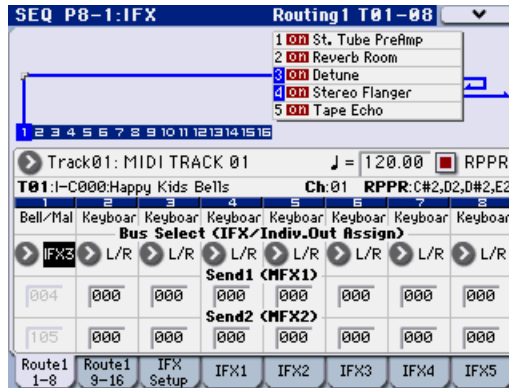 SEQ P8-1:IFX Routing1 T01-08
1 on St. Tube PreAmp
2 on Reverb Room
3 on Detune
4 on Stereo Flanger
5 on Tape Echo
1 2 3 4 5 6 7 8 9 10 11 12 13 14 15 16
Track01: MIDI TRACK 01 ♩= 120.00 RPPR
T01:I-C000:Happy Kids Bells Ch:01 RPPR:C#2,D2,D#2,E2
1 2 3 4 5 6 7 8
Bell/Mal Keyboar Keyboar Keyboar Keyboar Keyboar Keyboar Keyboar
Bus Select (IFX/Indiv.Out Assign)
IFX3 L/R L/R L/R L/R L/R L/R L/R
Send1 (MFX1)
004 000 000 000 000 000 000 000
Send2 (MFX2)
105 000 000 000 000 000 000 000
Route1 1-8 Route1 9-16 IFX Setup IFX1 IFX2 IFX3 IFX4 IFX5